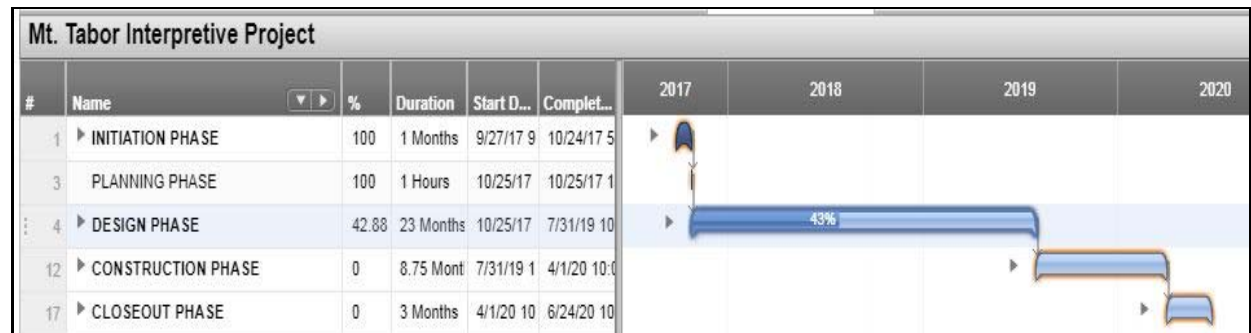 Mt. Tabor Interpretive Project
# Name % Duration Start D... Complet... 2017 2018 2019 2020
1 INITIATION PHASE 100 1 Months 9/27/17 9 10/24/17 5
3 PLANNING PHASE 100 1 Hours 10/25/17 10/25/17 1
4 DESIGN PHASE 42.88 23 Months 10/25/17 7/31/19 10 43%
12 CONSTRUCTION PHASE 0 8.75 Mont 7/31/19 1 4/1/20 10:0
17 CLOSEOUT PHASE 0 3 Months 4/1/20 10 6/24/20 10